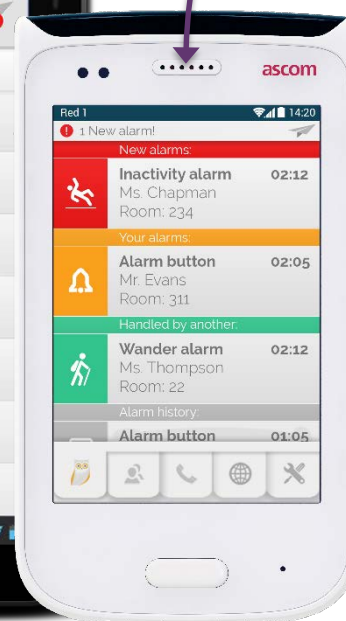 ascom
Red 1 14:20
1 New alarm!
New alarms:
Inactivity alarm 02:12
Ms. Chapman
Room: 234
Your alarms:
Alarm button 02:05
Mr. Evans
Room: 311
Handled by another:
Wander alarm 02:12
Ms. Thompson
Room: 22
Alarm history:
Alarm button 01:05